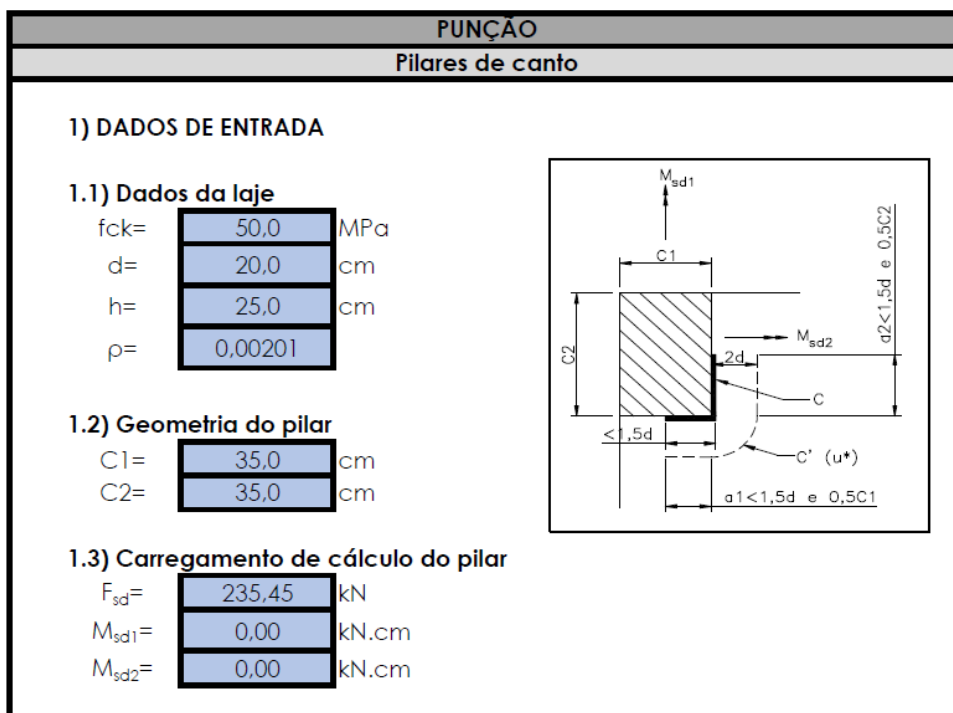 PUNÇÃO
Pilares de canto
1) DADOS DE ENTRADA
1.1) Dados da laje
fck= 50,0 MPa
d= 20,0 cm
h= 25,0 cm
ρ= 0,00201
1.2) Geometria do pilar
C1= 35,0 cm
C2= 35,0 cm
1.3) Carregamento de cálculo do pilar
Fsd= 235,45 kN
Msd1= 0,00 kN.cm
Msd2= 0,00 kN.cm
Msd1
C1
C2
Msd2
2d
C
<1,5d
C' (u*)
a1<1,5d e 0,5C1
a2<1,5d e 0,5C2